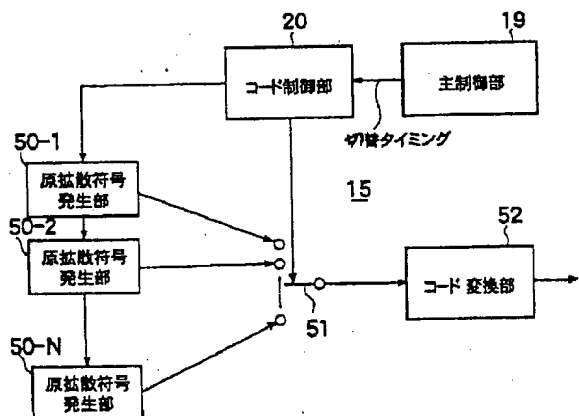 20
19
コード制御部
主制御部
切替タイミング
50-1
原拡散符号
発生部
15
50-2
原拡散符号
発生部
52
コード変換部
51
50-N
原拡散符号
発生部